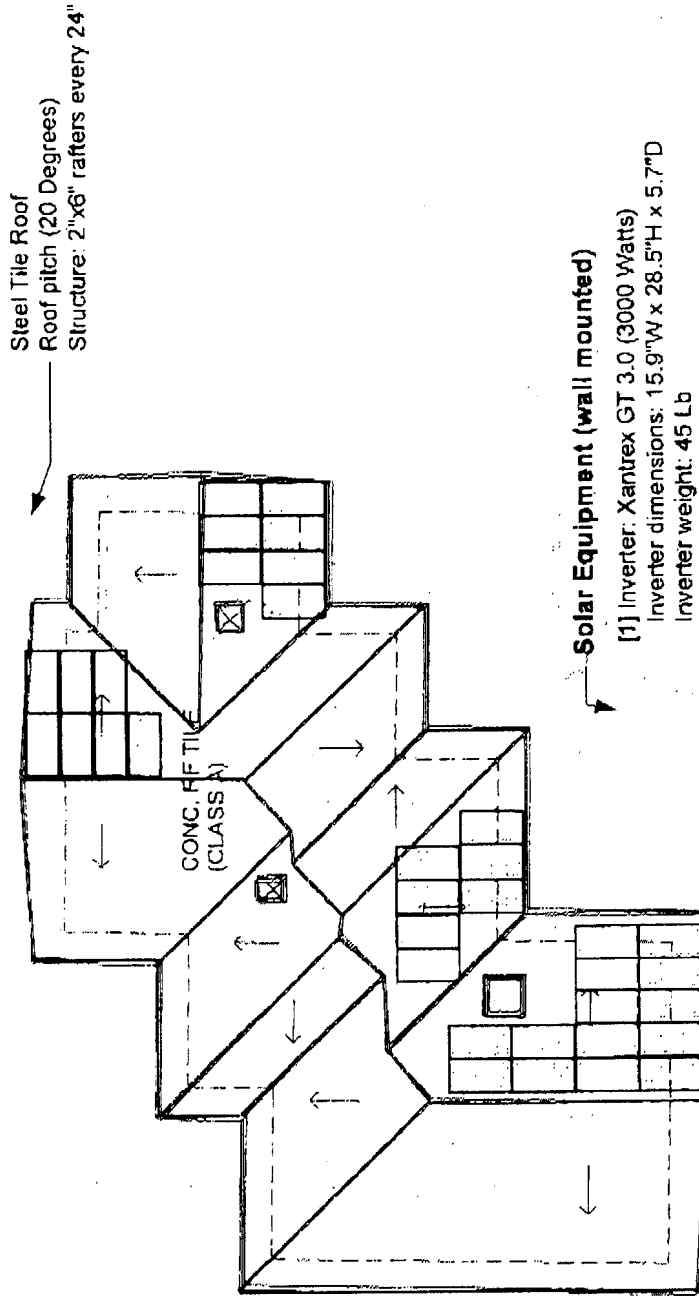 Steel Tile Roof
Roof pitch (20 Degrees)
Structure: 2"x6" rafters every 24"
CONC. RF TILE
(CLASS A)
Solar Equipment (wall mounted)
[1] Inverter: Xantrex GT 3.0 (3000 Watts)
Inverter dimensions: 15.9"W x 28.5"H x 5.7"D
Inverter weight: 45 Lb